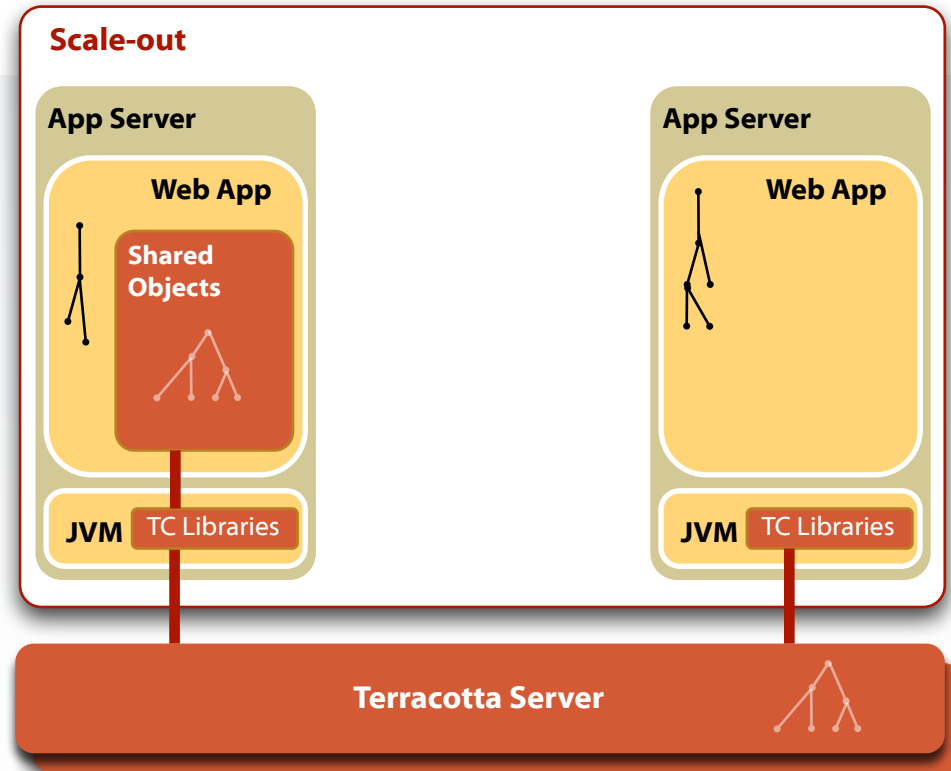 Scale-out
App Server
Web App
Shared
Objects
JVM
TC Libraries
App Server
Web App
JVM
TC Libraries
Terracotta Server